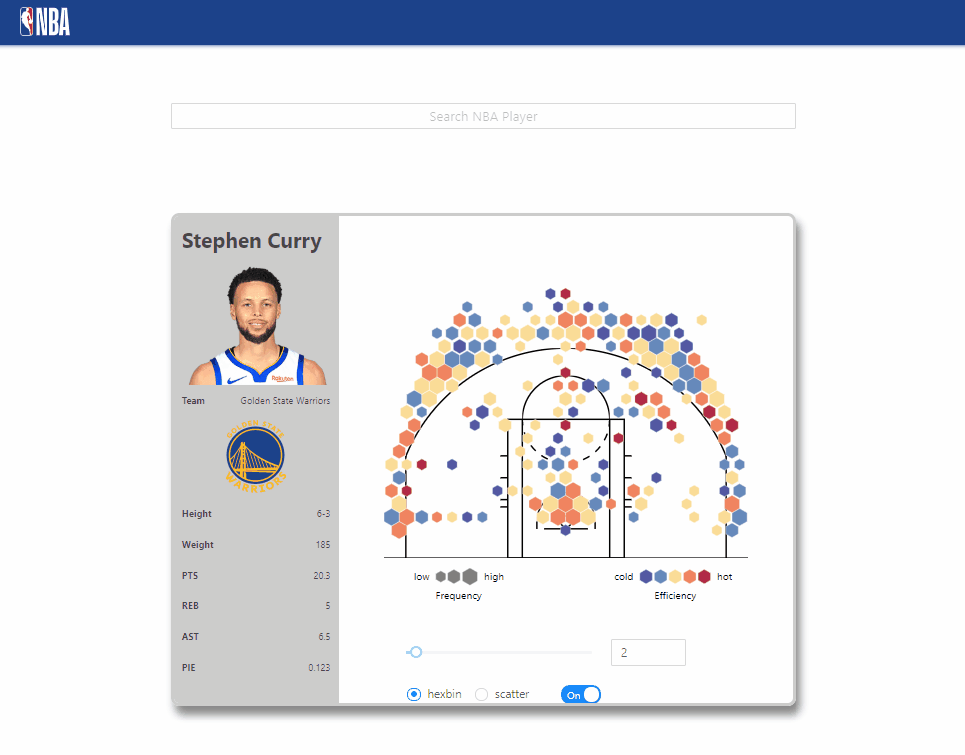 NBA
Search NBA Player
Stephen Curry
Rakuten
Team Golden State Warriors
GOLDEN STATE
WARRIORS
Height 6-3
Weight 185
PTS 20.3
REB 5
AST 6.5
PIE 0.123
low high
Frequency
cold hot
Efficiency
2
hexbin scatter On